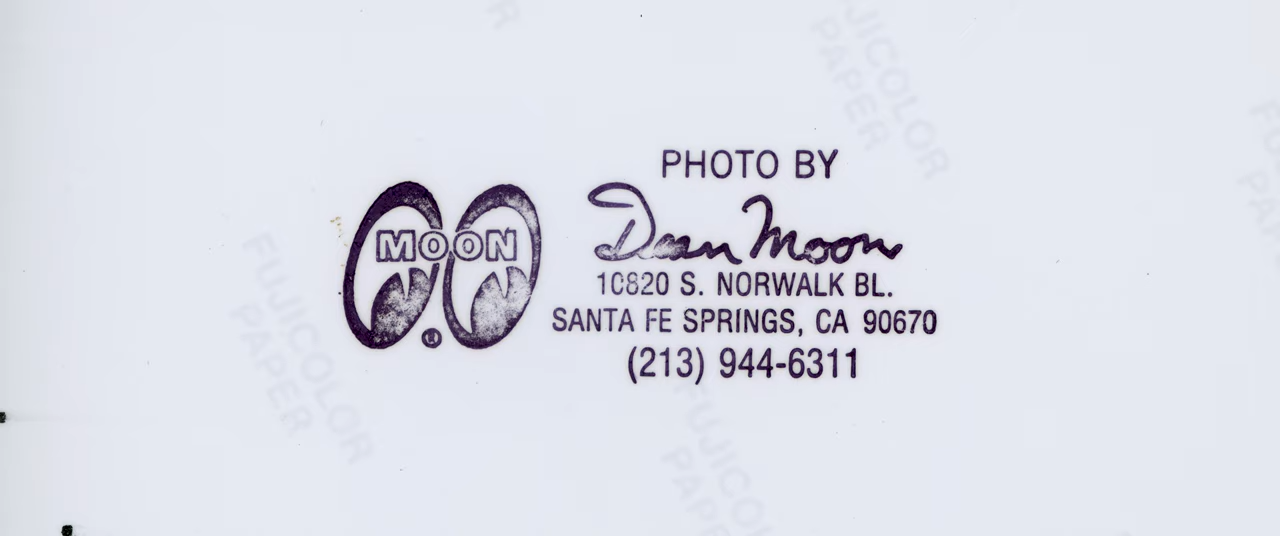 PHOTO BY
MOON
Dean Moon
10820 S. NORWALK BL.
SANTA FE SPRINGS, CA 90670
(213) 944-6311
FUJICOLOR
PAPER
FUJICOLOR
PAPER
FUJICOLOR
PAPER